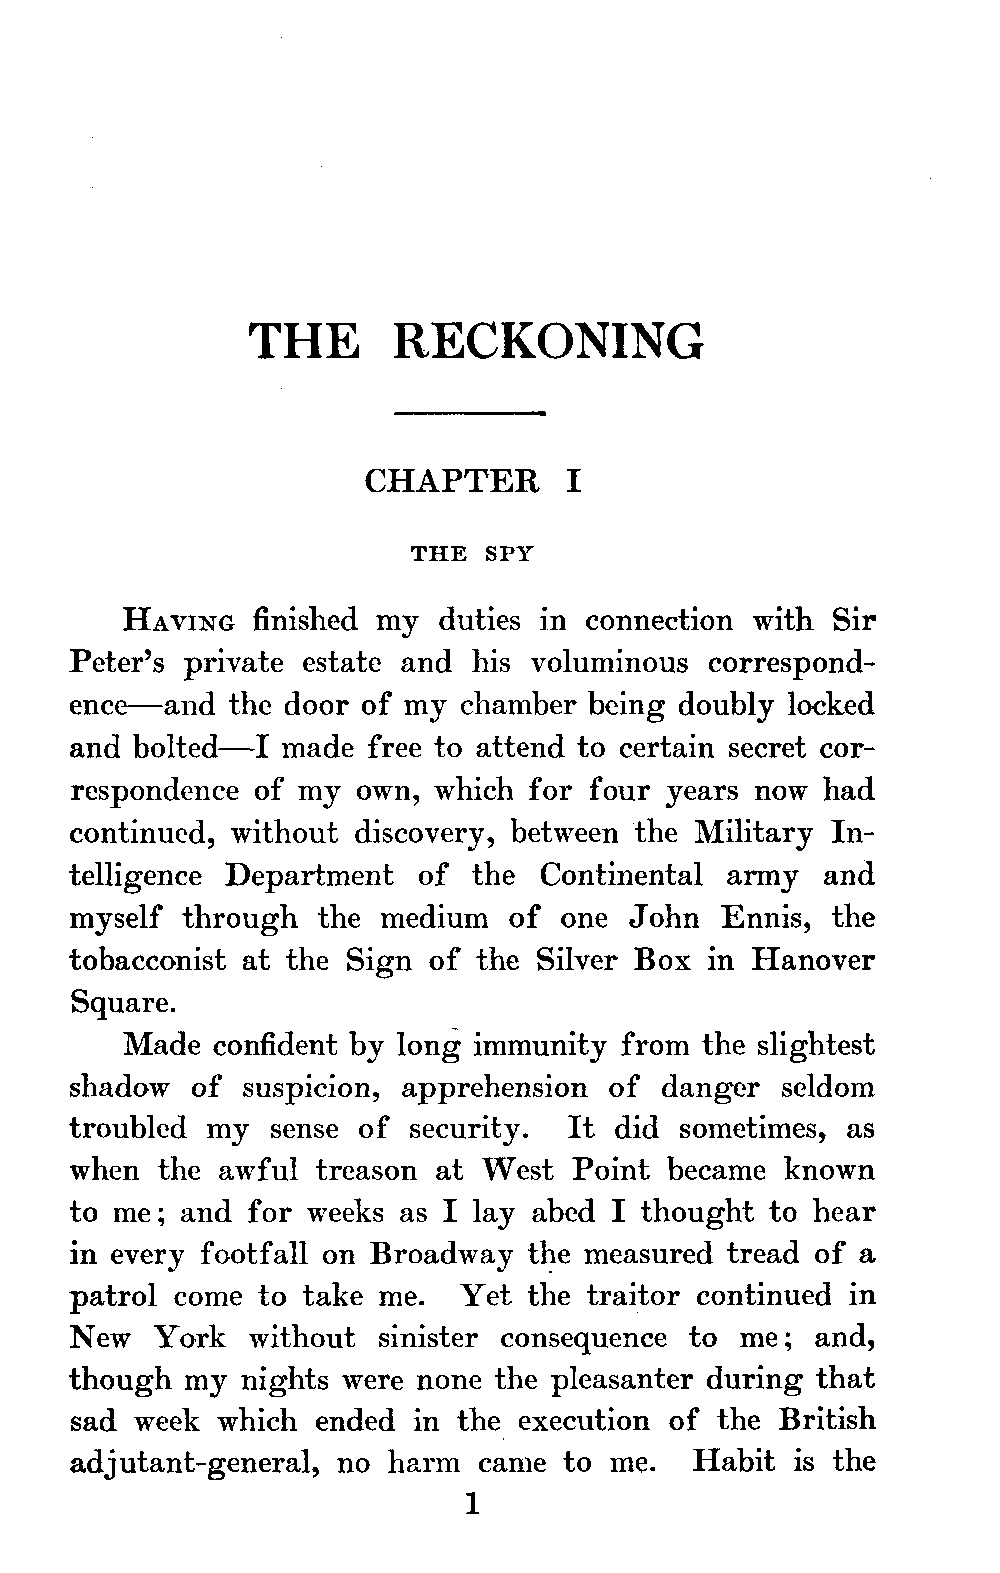 THE RECKONING
CHAPTER I
THE SPY
HAVING finished my duties in connection with Sir
Peter's private estate and his voluminous correspond-
ence—and the door of my chamber being doubly locked
and bolted—I made free to attend to certain secret cor-
respondence of my own, which for four years now had
continued, without discovery, between the Military In-
telligence Department of the Continental army and
myself through the medium of one John Ennis, the
tobacconist at the Sign of the Silver Box in Hanover
Square.
Made confident by long immunity from the slightest
shadow of suspicion, apprehension of danger seldom
troubled my sense of security. It did sometimes, as
when the awful treason at West Point became known
to me; and for weeks as I lay abed I thought to hear
in every footfall on Broadway the measured tread of a
patrol come to take me. Yet the traitor continued in
New York without sinister consequence to me; and,
though my nights were none the pleasanter during that
sad week which ended in the execution of the British
adjutant-general, no harm came to me. Habit is the
1